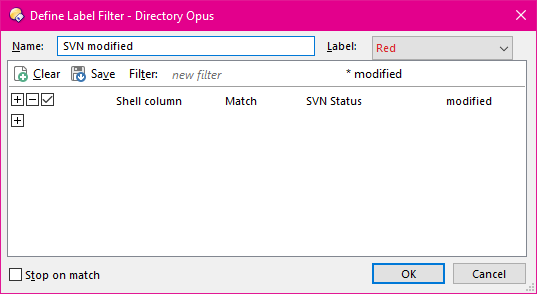 Define Label Filter - Directory Opus
Name: SVN modified Label: Red
Clear Save Filter: new filter * modified
Shell column Match SVN Status modified
Stop on match OK Cancel